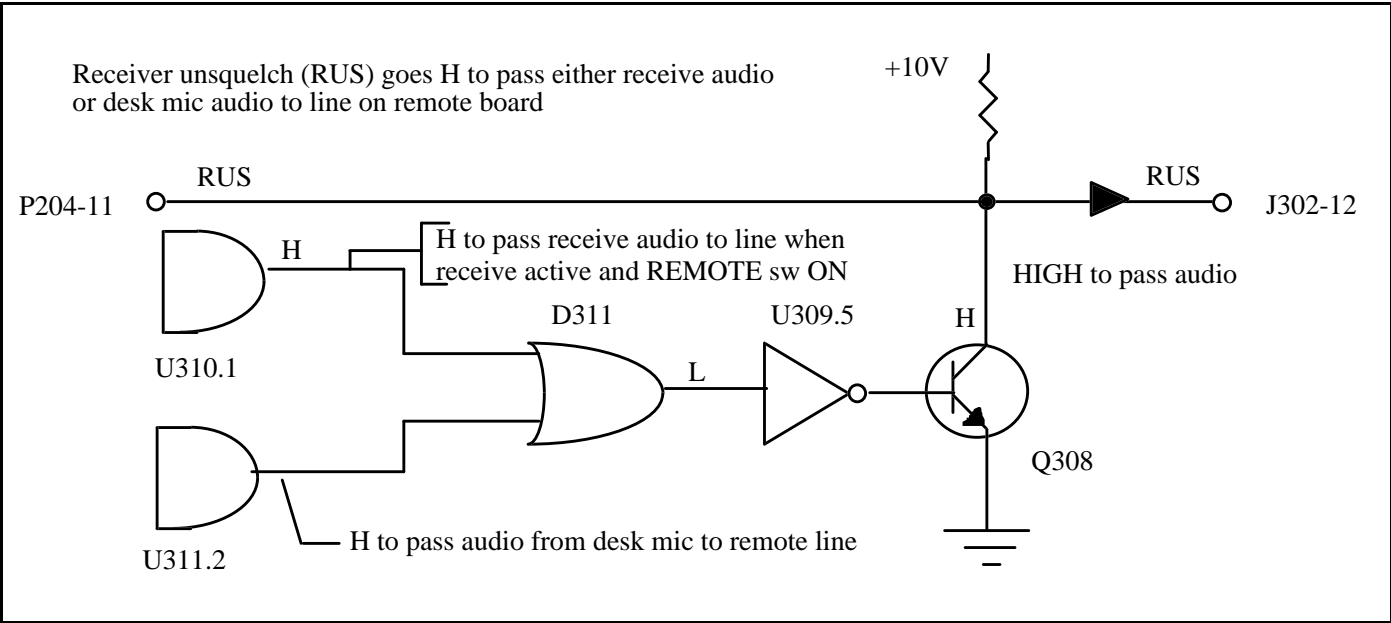 Receiver unsquelch (RUS) goes H to pass either receive audio
or desk mic audio to line on remote board
+10V
RUS
RUS
P204-11
J302-12
H
H to pass receive audio to line when
receive active and REMOTE sw ON
HIGH to pass audio
D311
U309.5
H
U310.1
L
Q308
H to pass audio from desk mic to remote line
U311.2